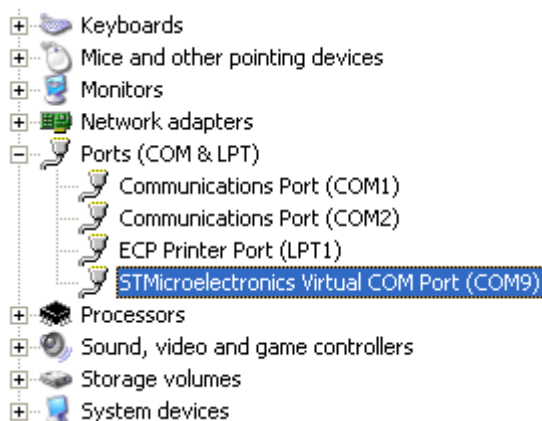 Keyboards
Mice and other pointing devices
Monitors
Network adapters
Ports (COM & LPT)
Communications Port (COM1)
Communications Port (COM2)
ECP Printer Port (LPT1)
STMicroelectronics Virtual COM Port (COM9)
Processors
Sound, video and game controllers
Storage volumes
System devices